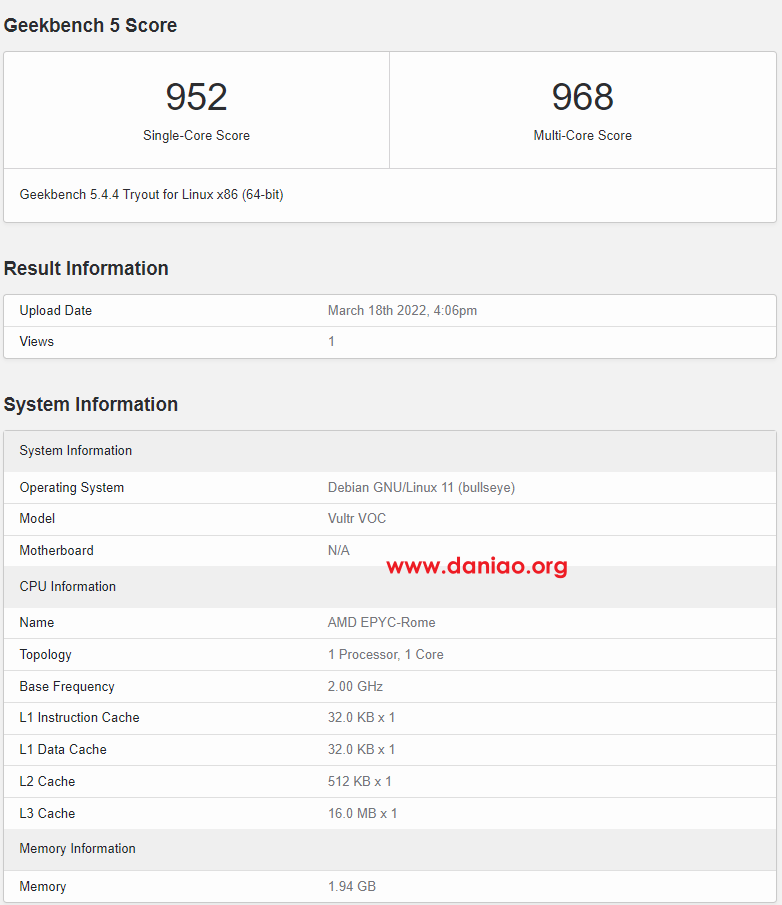 Geekbench 5 Score
952 968
Single-Core Score Multi-Core Score
Geekbench 5.4.4 Tryout for Linux x86 (64-bit)
Result Information
Upload Date March 18th 2022, 4:06pm
Views 1
System Information
System Information
Operating System Debian GNU/Linux 11 (bullseye)
Model Vultr VOC
Motherboard N/A
www.daniao.org
CPU Information
Name AMD EPYC-Rome
Topology 1 Processor, 1 Core
Base Frequency 2.00 GHz
L1 Instruction Cache 32.0 KB x 1
L1 Data Cache 32.0 KB x 1
L2 Cache 512 KB x 1
L3 Cache 16.0 MB x 1
Memory Information
Memory 1.94 GB